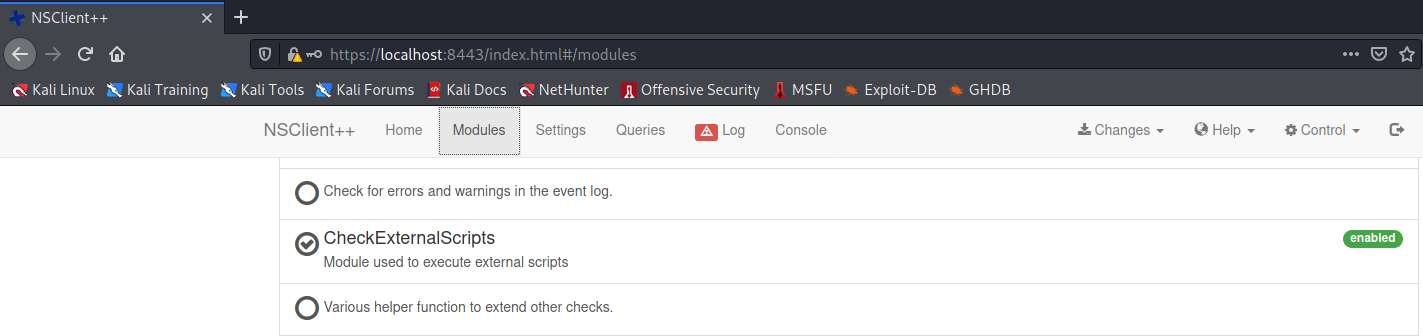 NSClient++
https://localhost:8443/index.html#/modules
Kali Linux Kali Training Kali Tools Kali Forums Kali Docs NetHunter Offensive Security MSFU Exploit-DB GHDB
NSClient++ Home Modules Settings Queries Log Console Changes Help Control
Check for errors and warnings in the event log.
CheckExternalScripts enabled
Module used to execute external scripts
Various helper function to extend other checks.